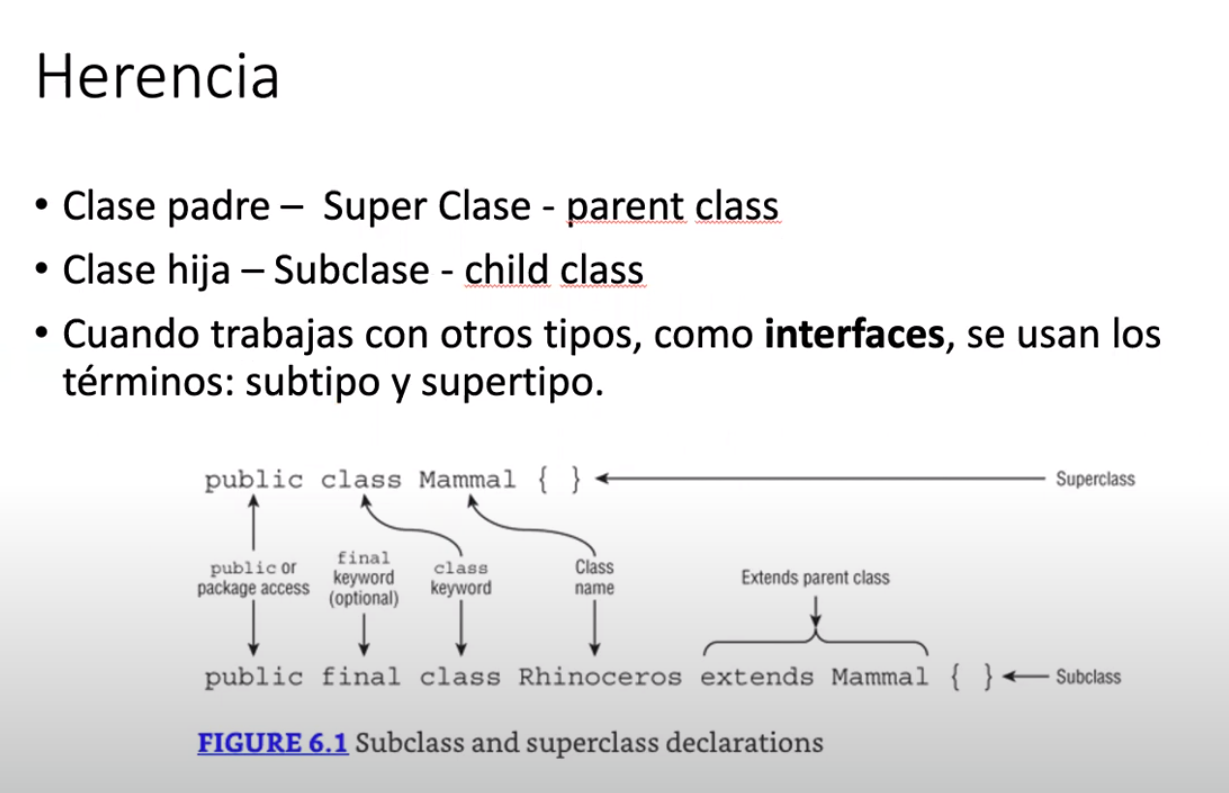 Herencia
• Clase padre – Super Clase - parent class
• Clase hija – Subclase - child class
• Cuando trabajas con otros tipos, como interfaces, se usan los
términos: subtipo y supertipo.
public class Mammal { }
Superclass
public or
package access
final
keyword
(optional)
class
keyword
Class
name
Extends parent class
public final class Rhinoceros extends Mammal { }
Subclass
FIGURE 6.1 Subclass and superclass declarations